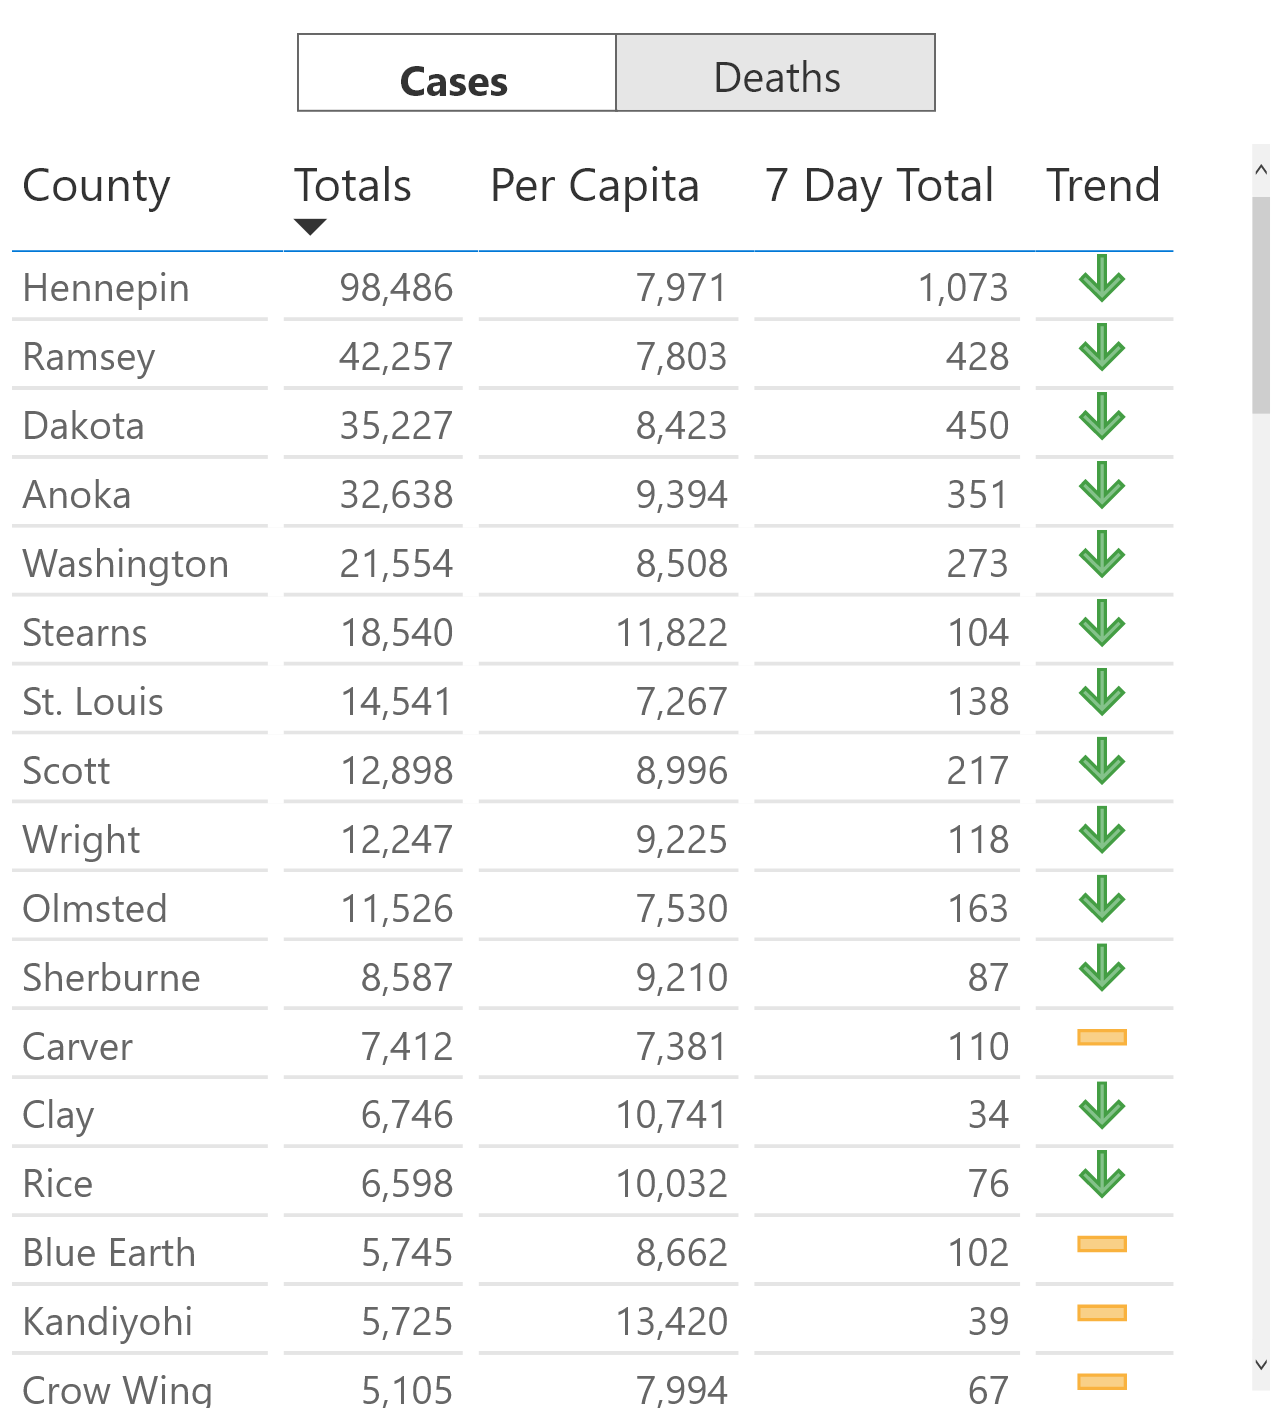 Cases Deaths
County Totals Per Capita 7 Day Total Trend
Hennepin 98,486 7,971 1,073
Ramsey 42,257 7,803 428
Dakota 35,227 8,423 450
Anoka 32,638 9,394 351
Washington 21,554 8,508 273
Stearns 18,540 11,822 104
St. Louis 14,541 7,267 138
Scott 12,898 8,996 217
Wright 12,247 9,225 118
Olmsted 11,526 7,530 163
Sherburne 8,587 9,210 87
Carver 7,412 7,381 110
Clay 6,746 10,741 34
Rice 6,598 10,032 76
Blue Earth 5,745 8,662 102
Kandiyohi 5,725 13,420 39
Crow Wing 5,105 7,994 67